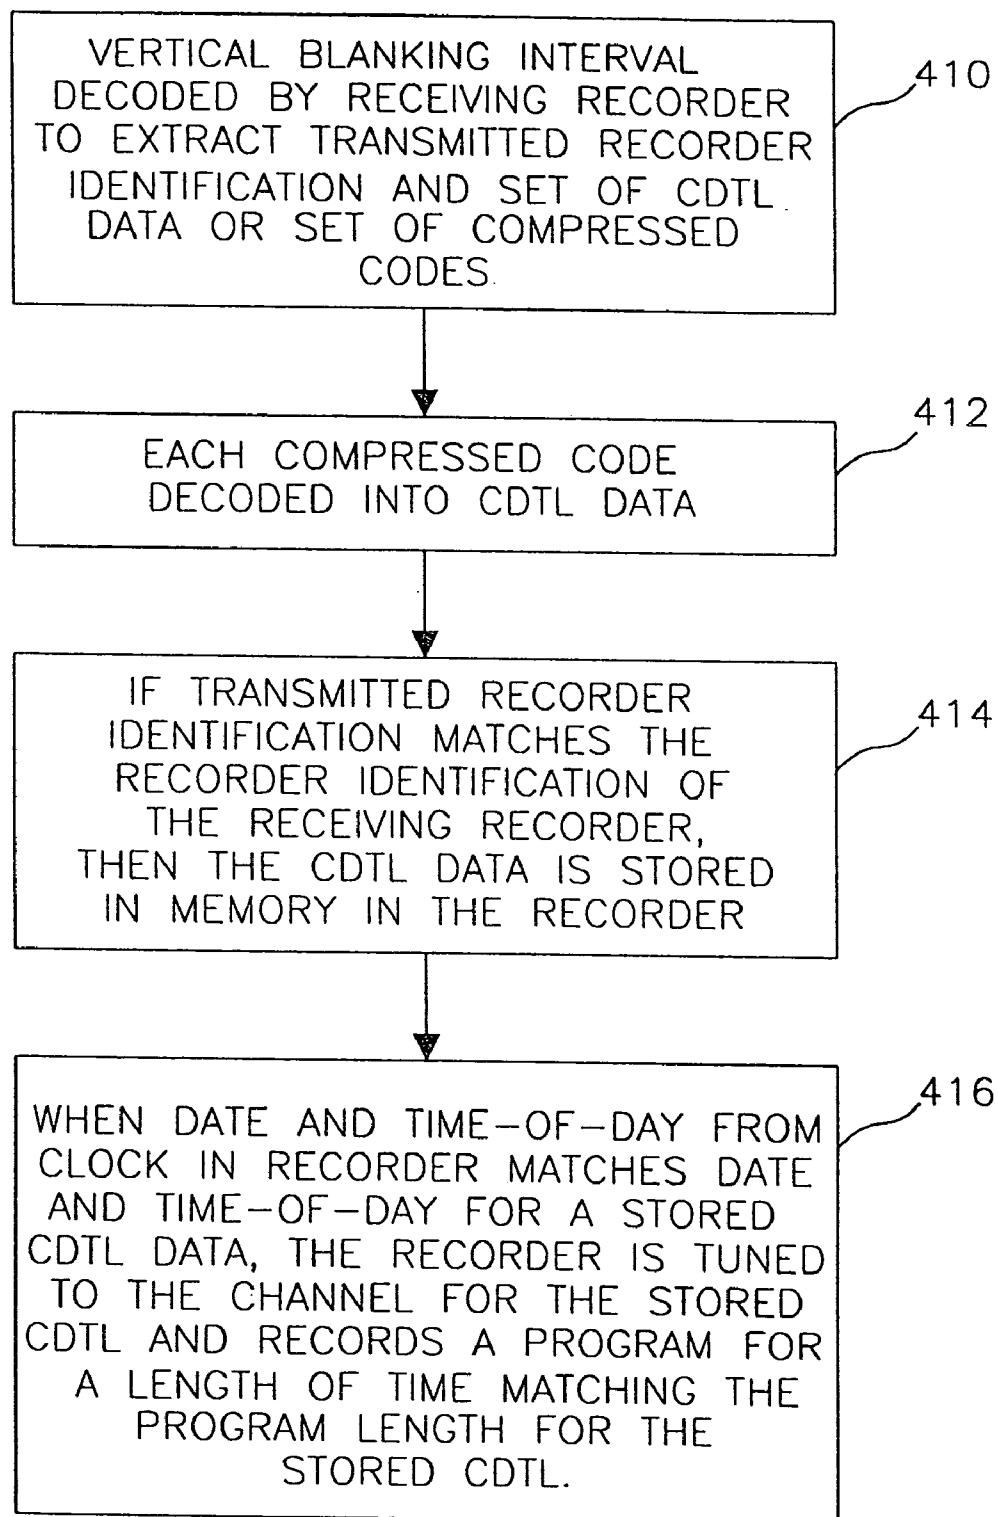 VERTICAL BLANKING INTERVAL
DECODED BY RECEIVING RECORDER
TO EXTRACT TRANSMITTED RECORDER
IDENTIFICATION AND SET OF CDTL
DATA OR SET OF COMPRESSED
CODES.
410
EACH COMPRESSED CODE
DECODED INTO CDTL DATA
412
IF TRANSMITTED RECORDER
IDENTIFICATION MATCHES THE
RECORDER IDENTIFICATION OF
THE RECEIVING RECORDER,
THEN THE CDTL DATA IS STORED
IN MEMORY IN THE RECORDER
414
WHEN DATE AND TIME-OF-DAY FROM
CLOCK IN RECORDER MATCHES DATE
AND TIME-OF-DAY FOR A STORED
CDTL DATA, THE RECORDER IS TUNED
TO THE CHANNEL FOR THE STORED
CDTL AND RECORDS A PROGRAM FOR
A LENGTH OF TIME MATCHING THE
PROGRAM LENGTH FOR THE
STORED CDTL.
416